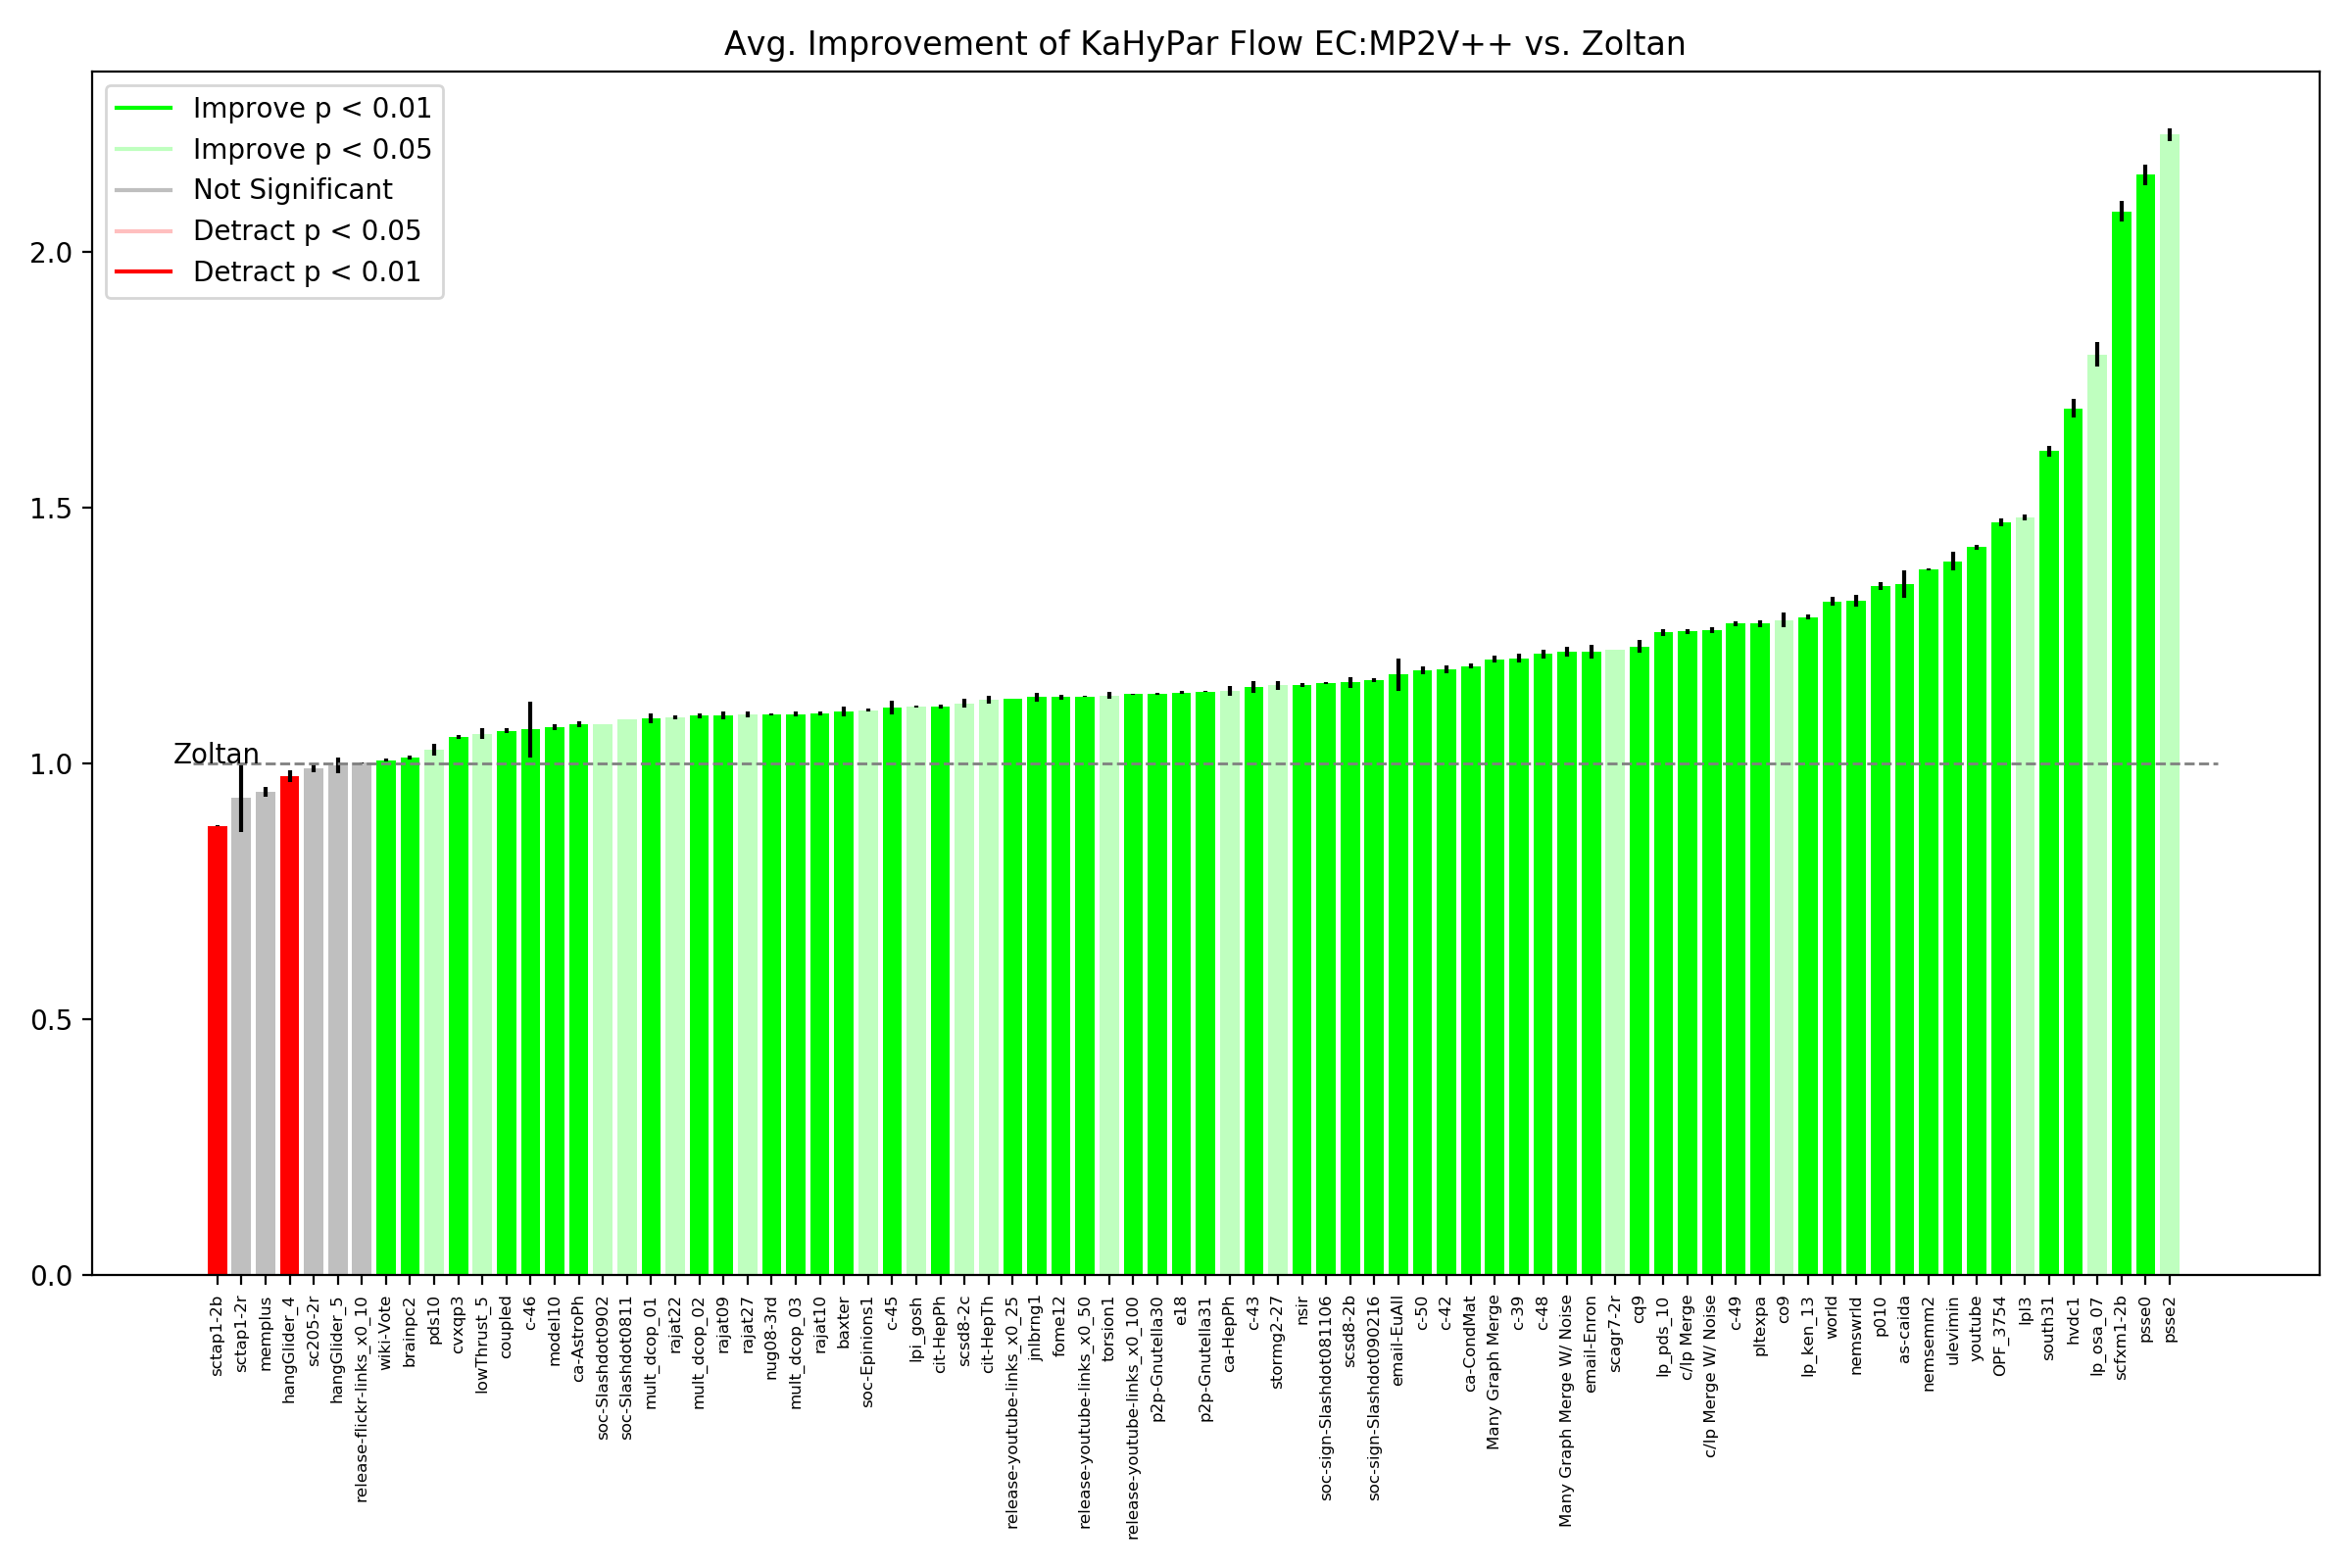 Avg. Improvement of KaHyPar Flow EC:MP2V++ vs. Zoltan
Improve p < 0.01
Improve p < 0.05
Not Significant
Detract p < 0.05
Detract p < 0.01
2.0
1.5
1.0
0.5
0.0
Zoltan
sctap1-2b
sctap1-2r
memplus
hangGlider_4
sc205-2r
hangGlider_5
release-flickr-links_x0_10
wiki-Vote
brainpc2
pds10
cvxqp3
lowThrust_5
coupled
c-46
model10
ca-AstroPh
soc-Slashdot0902
soc-Slashdot0811
mult_dcop_01
rajat22
mult_dcop_02
rajat09
rajat27
nug08-3rd
mult_dcop_03
rajat10
baxter
soc-Epinions1
c-45
lpi_gosh
cit-HepPh
scsd8-2c
cit-HepTh
release-youtube-links_x0_25
jnlbrng1
fome12
release-youtube-links_x0_50
torsion1
release-youtube-links_x0_100
p2p-Gnutella30
e18
p2p-Gnutella31
ca-HepPh
c-43
stormg2-27
nsir
soc-sign-Slashdot081106
scsd8-2b
soc-sign-Slashdot090216
email-EuAll
c-50
c-42
ca-CondMat
Many Graph Merge
c-39
c-48
Many Graph Merge W/ Noise
email-Enron
scagr7-2r
cq9
lp_pds_10
c/lp Merge
c/lp Merge W/ Noise
c-49
pltexpa
co9
lp_ken_13
world
nemswrld
p010
as-caida
nemsemm2
ulevimin
youtube
OPF_3754
lpl3
south31
hvdc1
lp_osa_07
scfxm1-2b
psse0
psse2